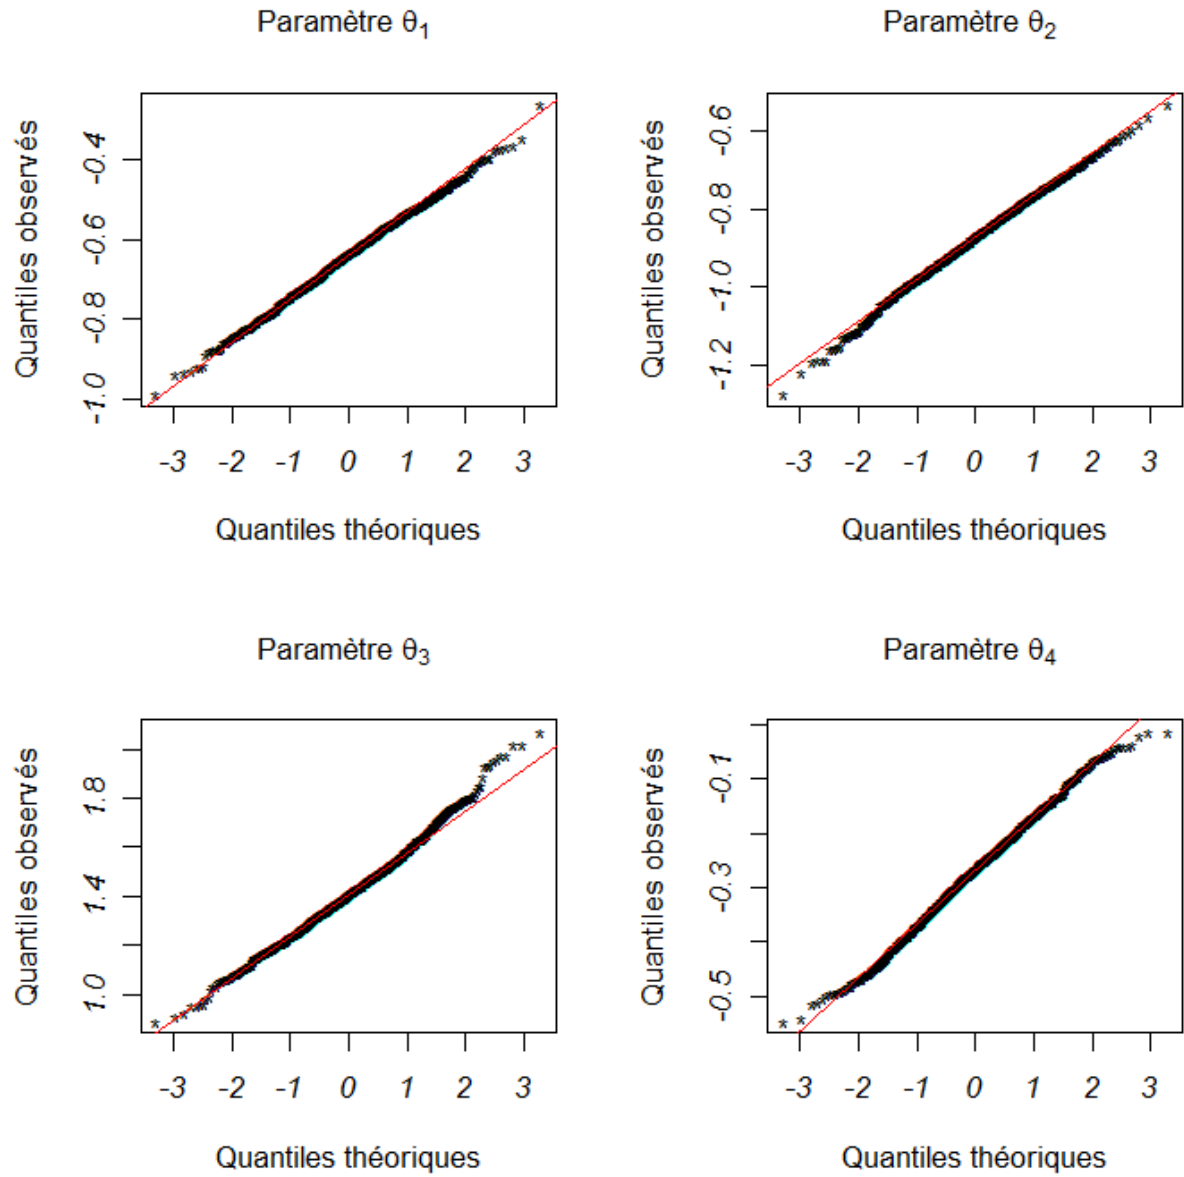 Paramètre θ1
Quantiles observés
-1.0 -0.8 -0.6 -0.4
-3 -2 -1 0 1 2 3
Quantiles théoriques
Paramètre θ2
Quantiles observés
-1.2 -1.0 -0.8 -0.6
-3 -2 -1 0 1 2 3
Quantiles théoriques
Paramètre θ3
Quantiles observés
1.0 1.4 1.8
-3 -2 -1 0 1 2 3
Quantiles théoriques
Paramètre θ4
Quantiles observés
-0.5 -0.3 -0.1
-3 -2 -1 0 1 2 3
Quantiles théoriques